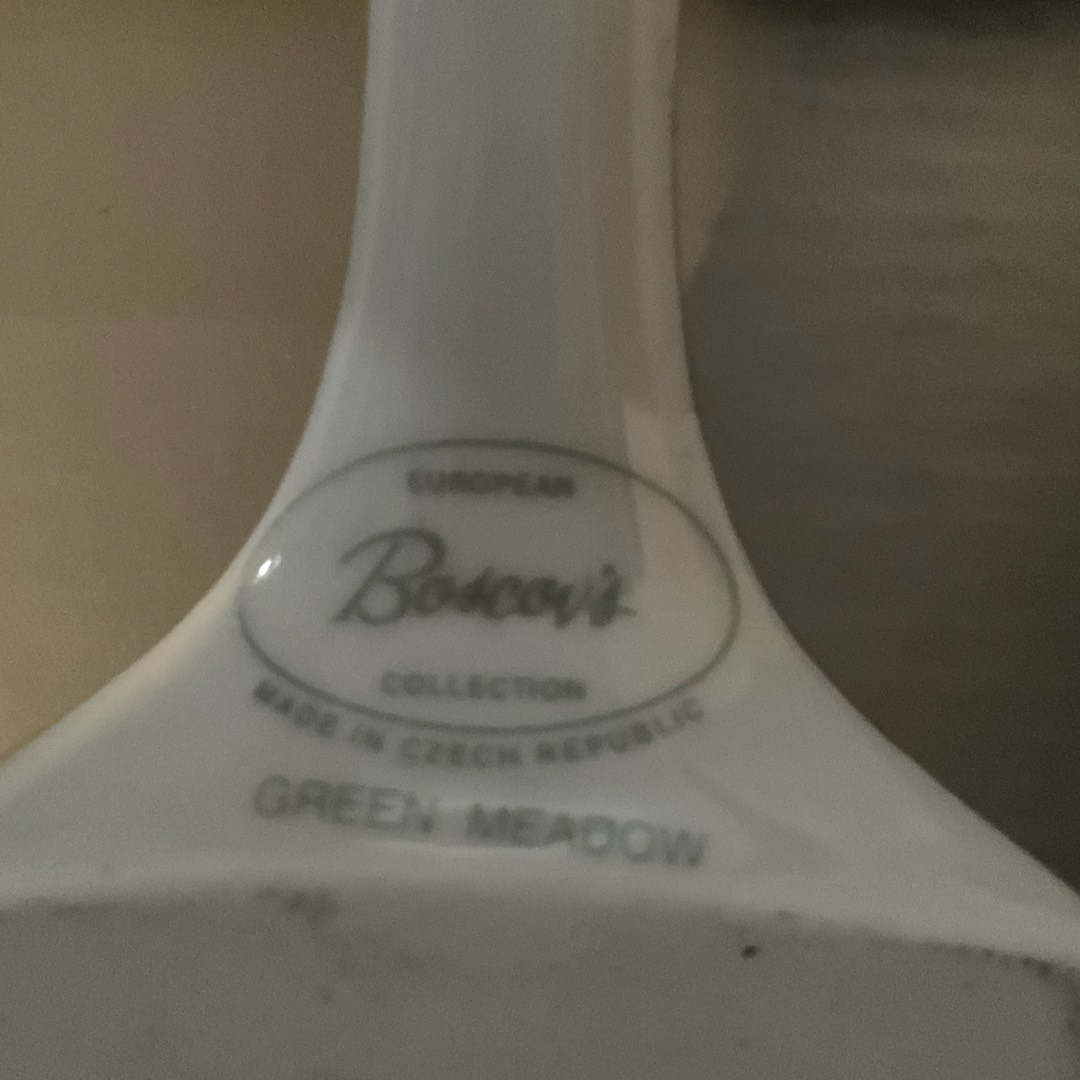 EUROPEAN
Boscov's
COLLECTION
MADE IN CZECH REPUBLIC
GREEN MEADOW